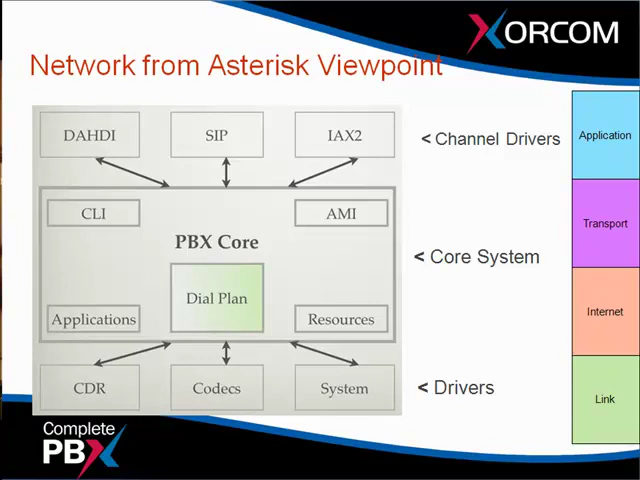 XORCOM
Network from Asterisk Viewpoint
DAHDI SIP IAX2 < Channel Drivers Application
CLI AMI
Transport
PBX Core
< Core System
Dial Plan
Applications Resources Internet
CDR Codecs System < Drivers Link
Complete
PBX